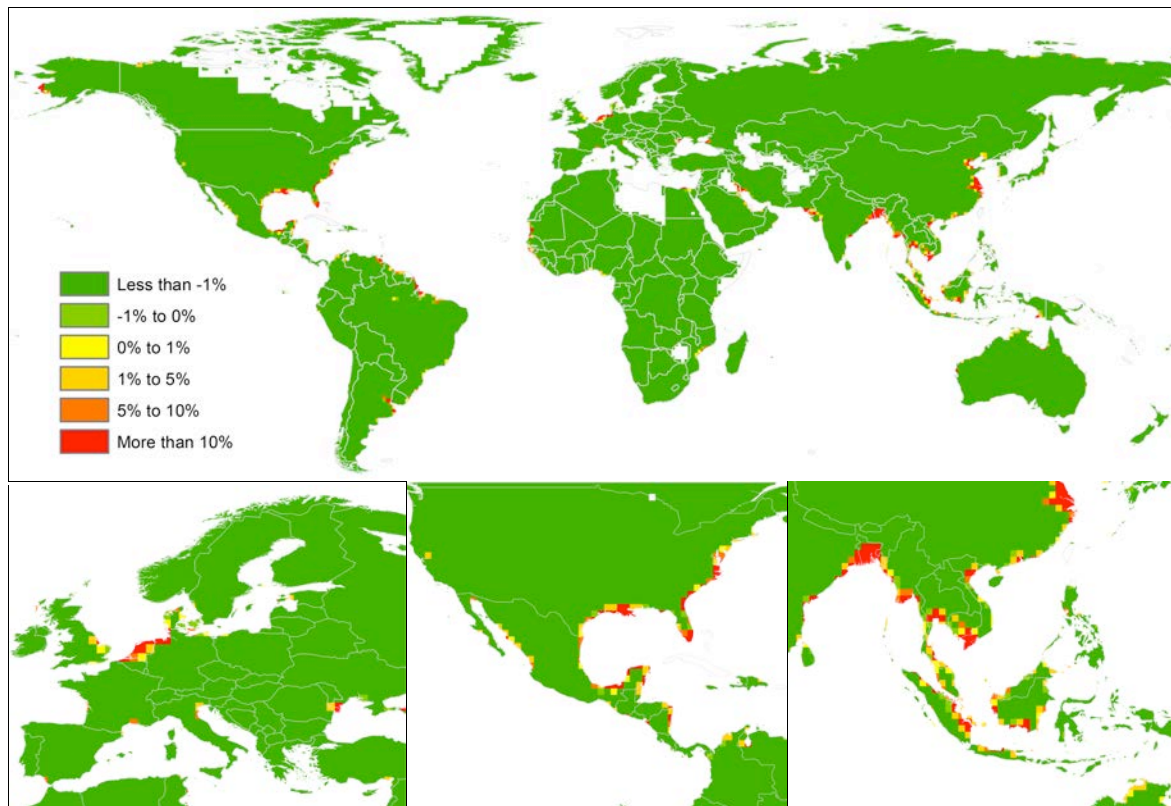 Less than -1%
-1% to 0%
0% to 1%
1% to 5%
5% to 10%
More than 10%